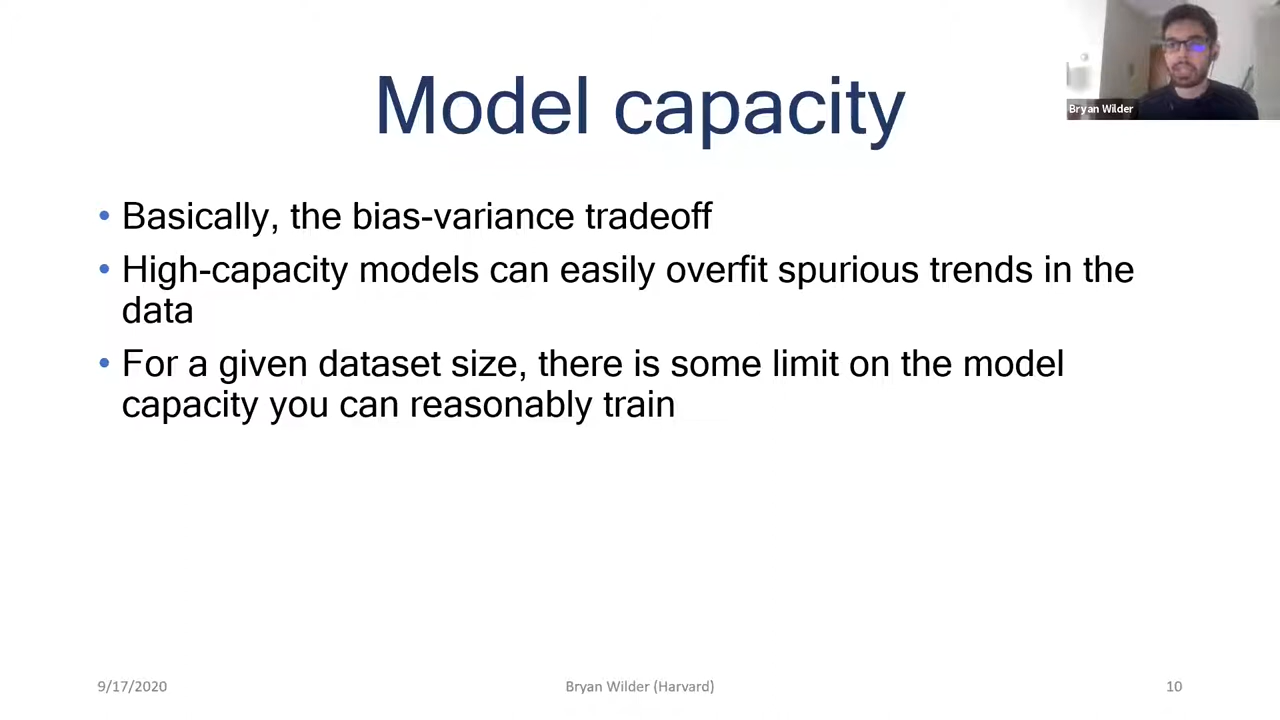 Model capacity
Bryan Wilder
• Basically, the bias-variance tradeoff
• High-capacity models can easily overfit spurious trends in the
data
• For a given dataset size, there is some limit on the model
capacity you can reasonably train
9/17/2020
Bryan Wilder (Harvard)
10